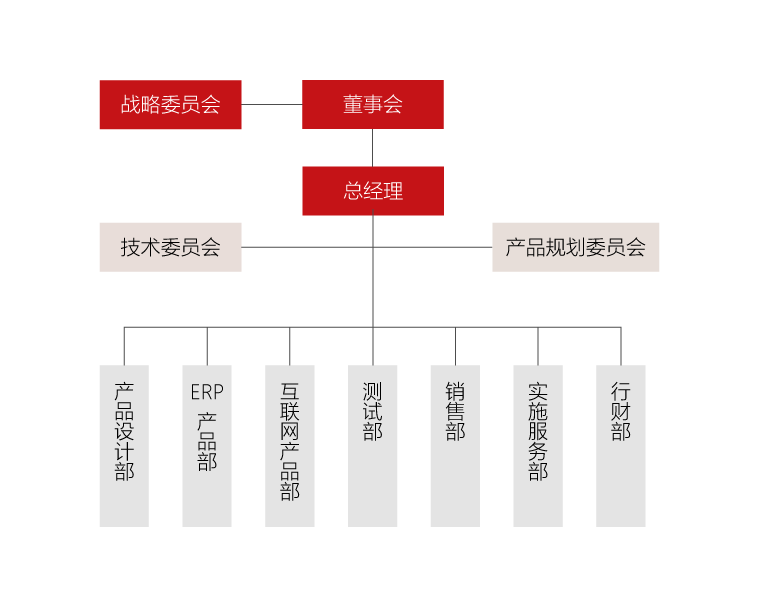 战略委员会
董事会
总经理
技术委员会
产品规划委员会
产品设计部
ERP产品部
互联网产品部
测试部
销售部
实施服务部
行财部